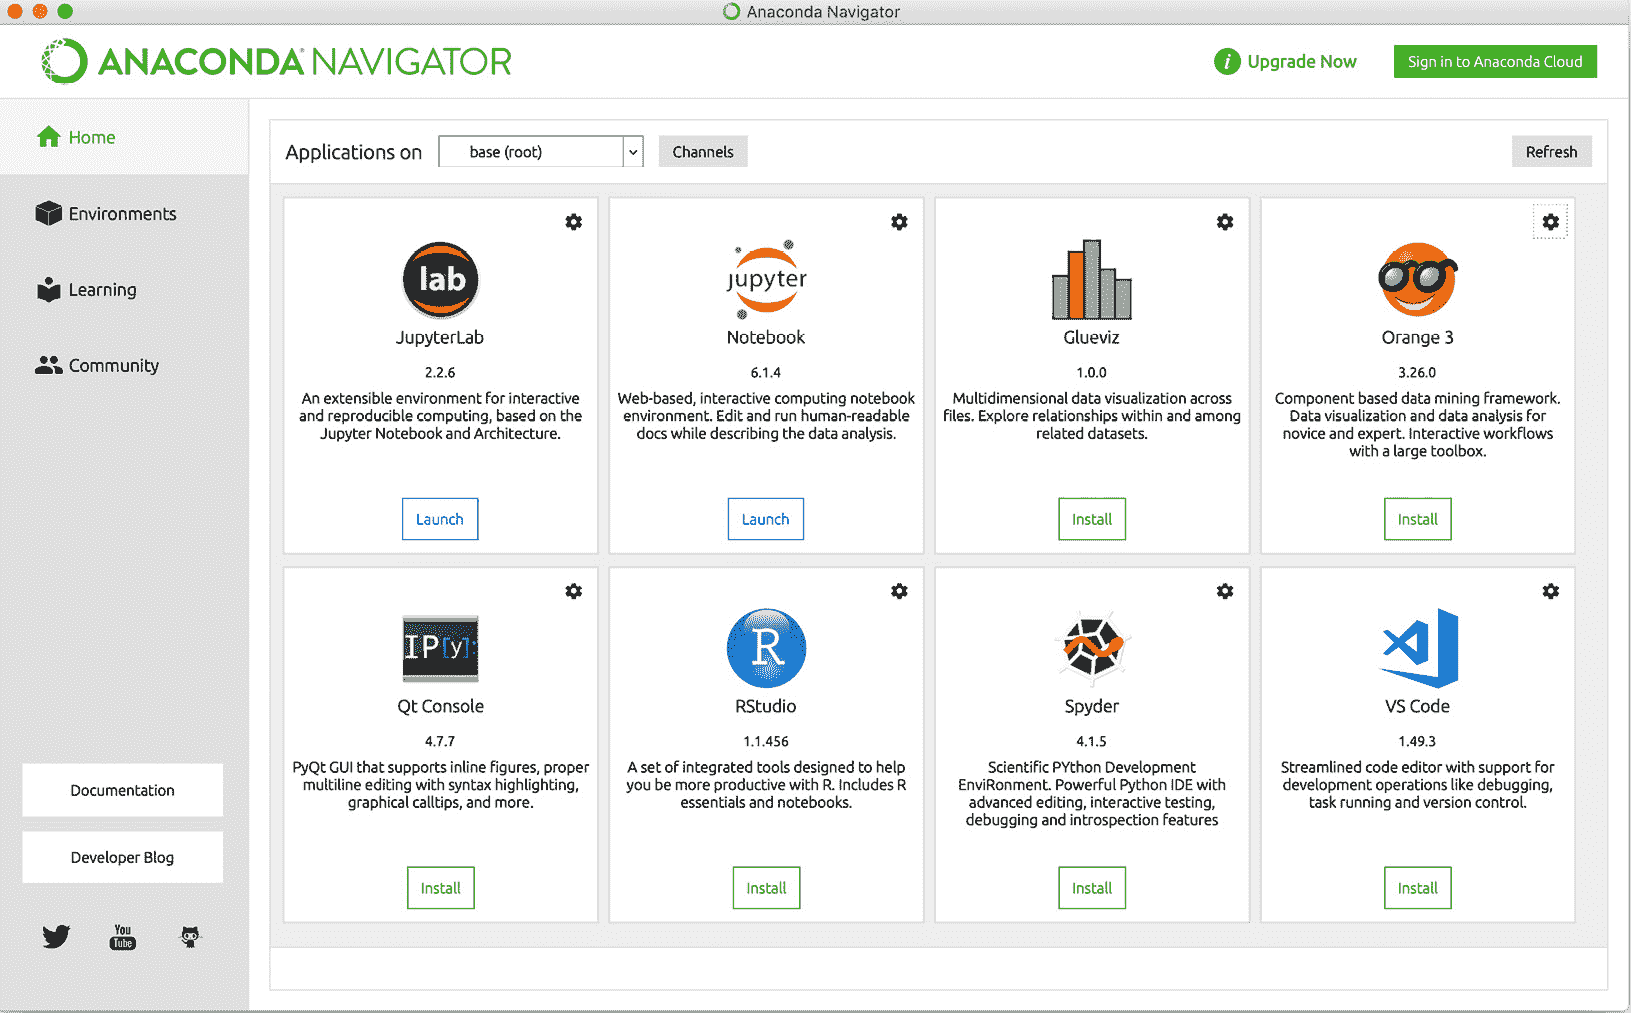 Anaconda Navigator
ANACONDA NAVIGATOR
i Upgrade Now
Sign in to Anaconda Cloud
Home
Environments
Learning
Community
Documentation
Developer Blog
You
Tube
Applications on
base (root)
Channels
Refresh
lab
JupyterLab
2.2.6
An extensible environment for interactive
and reproducible computing, based on the
Jupyter Notebook and Architecture.
Launch
jupyter
Notebook
6.1.4
Web-based, interactive computing notebook
environment. Edit and run human-readable
docs while describing the data analysis.
Launch
Glueviz
1.0.0
Multidimensional data visualization across
files. Explore relationships within and among
related datasets.
Install
Orange 3
3.26.0
Component based data mining framework.
Data visualization and data analysis for
novice and expert. Interactive workflows
with a large toolbox.
Install
IP[y]:
Qt Console
4.7.7
PyQt GUI that supports inline figures, proper
multiline editing with syntax highlighting,
graphical calltips, and more.
Install
R
RStudio
1.1.456
A set of integrated tools designed to help
you be more productive with R. Includes R
essentials and notebooks.
Install
Spyder
4.1.5
Scientific PYthon Development
EnviRonment. Powerful Python IDE with
advanced editing, interactive testing,
debugging and introspection features
Install
VS Code
1.49.3
Streamlined code editor with support for
development operations like debugging,
task running and version control.
Install